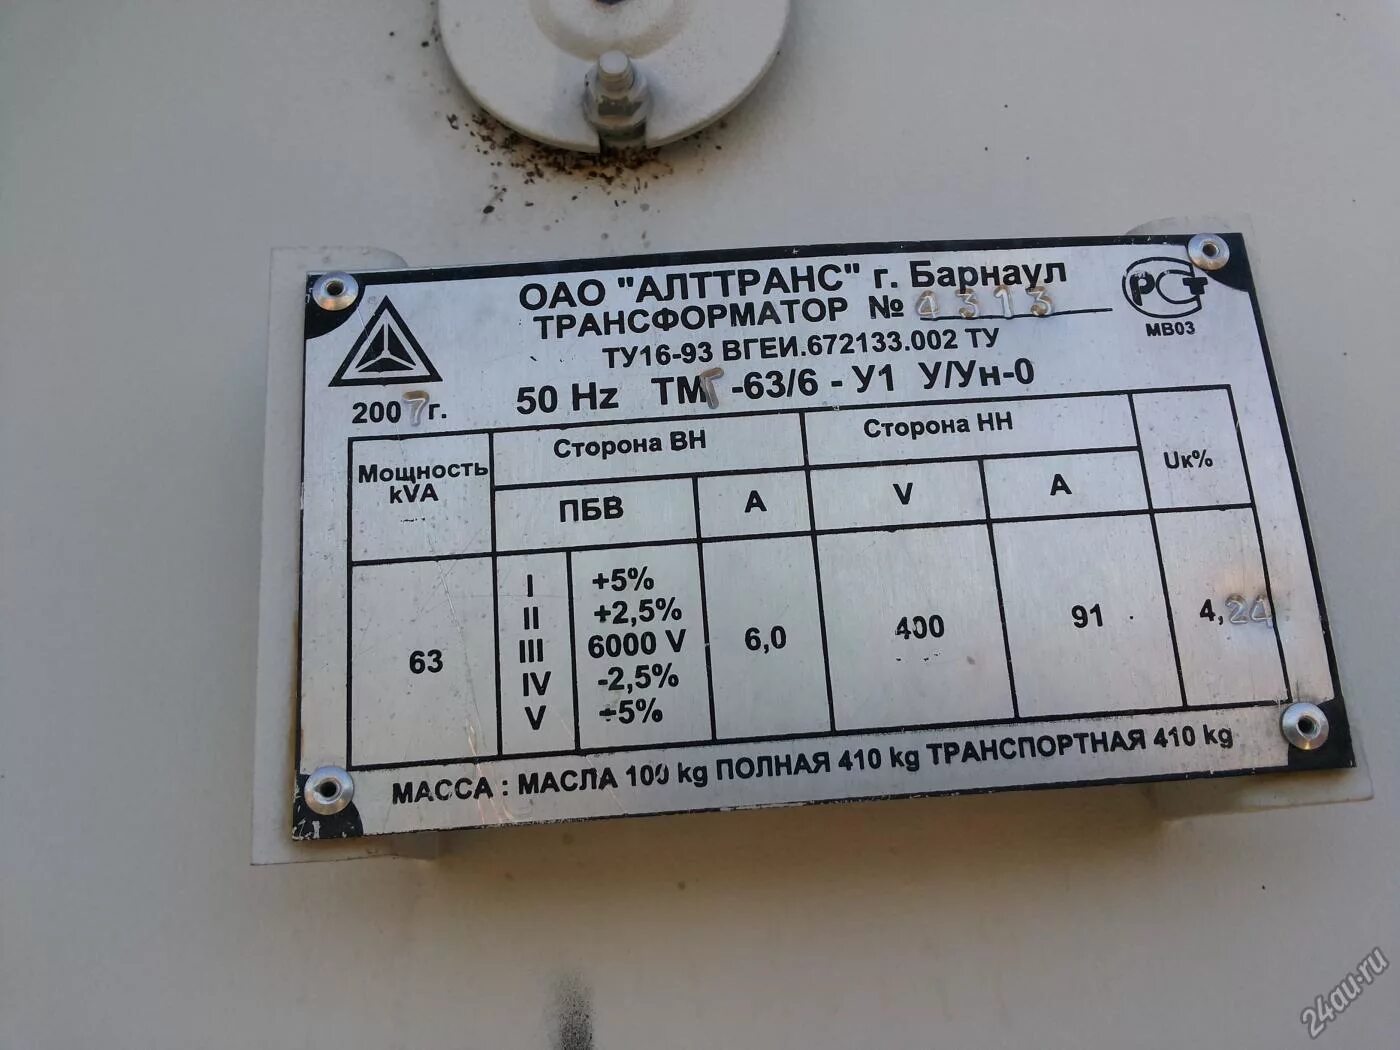 ОАО "АЛТТРАНС" г. Барнаул
ТРАНСФОРМАТОР № 4313
ТУ16-93 ВГЕИ.672133.002 ТУ
50 Hz ТМГ-63/6 - У1 У/Ун-0
2007г.
РСТ
МВ03
Мощность kVA
Сторона ВН
Сторона НН
Uк%
ПБВ
А
V
А
63
I +5%
II +2,5%
III 6000 V
IV -2,5%
V -5%
6,0
400
91
4,24
МАССА : МАСЛА 100 kg ПОЛНАЯ 410 kg ТРАНСПОРТНАЯ 410 kg
24au.ru